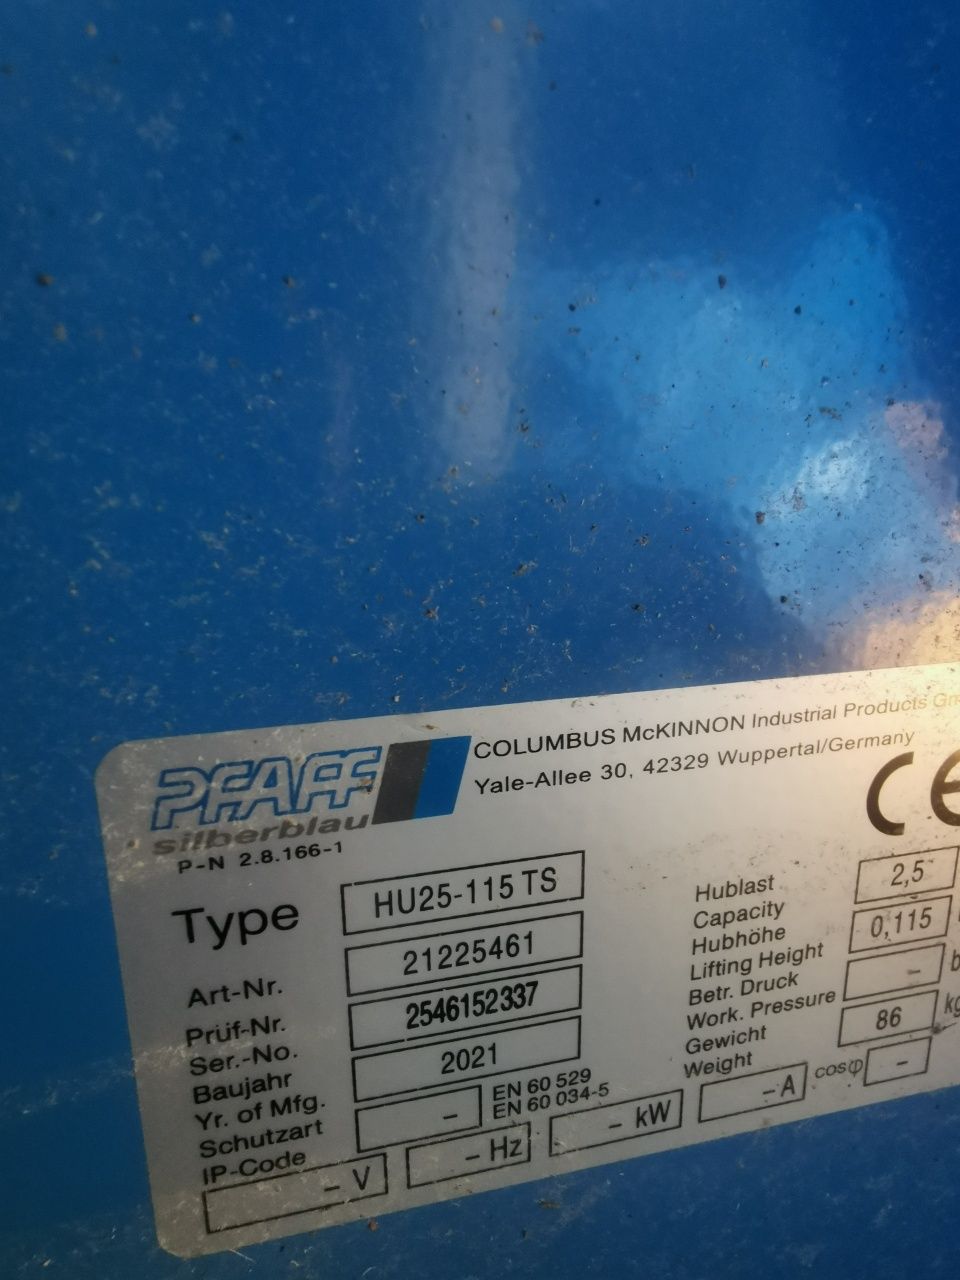 PFAFF
silberblau
COLUMBUS McKINNON Industrial Products
Yale-Allee 30, 42329 Wuppertal/Germany
P-N 2.8.166-1
CE
Type HU25-115 TS
Art-Nr. 21225461
Prüf-Nr.
Ser.-No. 2546152337
Baujahr
Yr. of Mfg. 2021
Schutzart
IP-Code – EN 60 529
EN 60 034-5
– V – Hz – kW – A cosφ –
Hublast
Capacity 2,5
Hubhöhe
Lifting Height 0,115
Betr. Druck
Work. Pressure –
Gewicht
Weight 86 kg